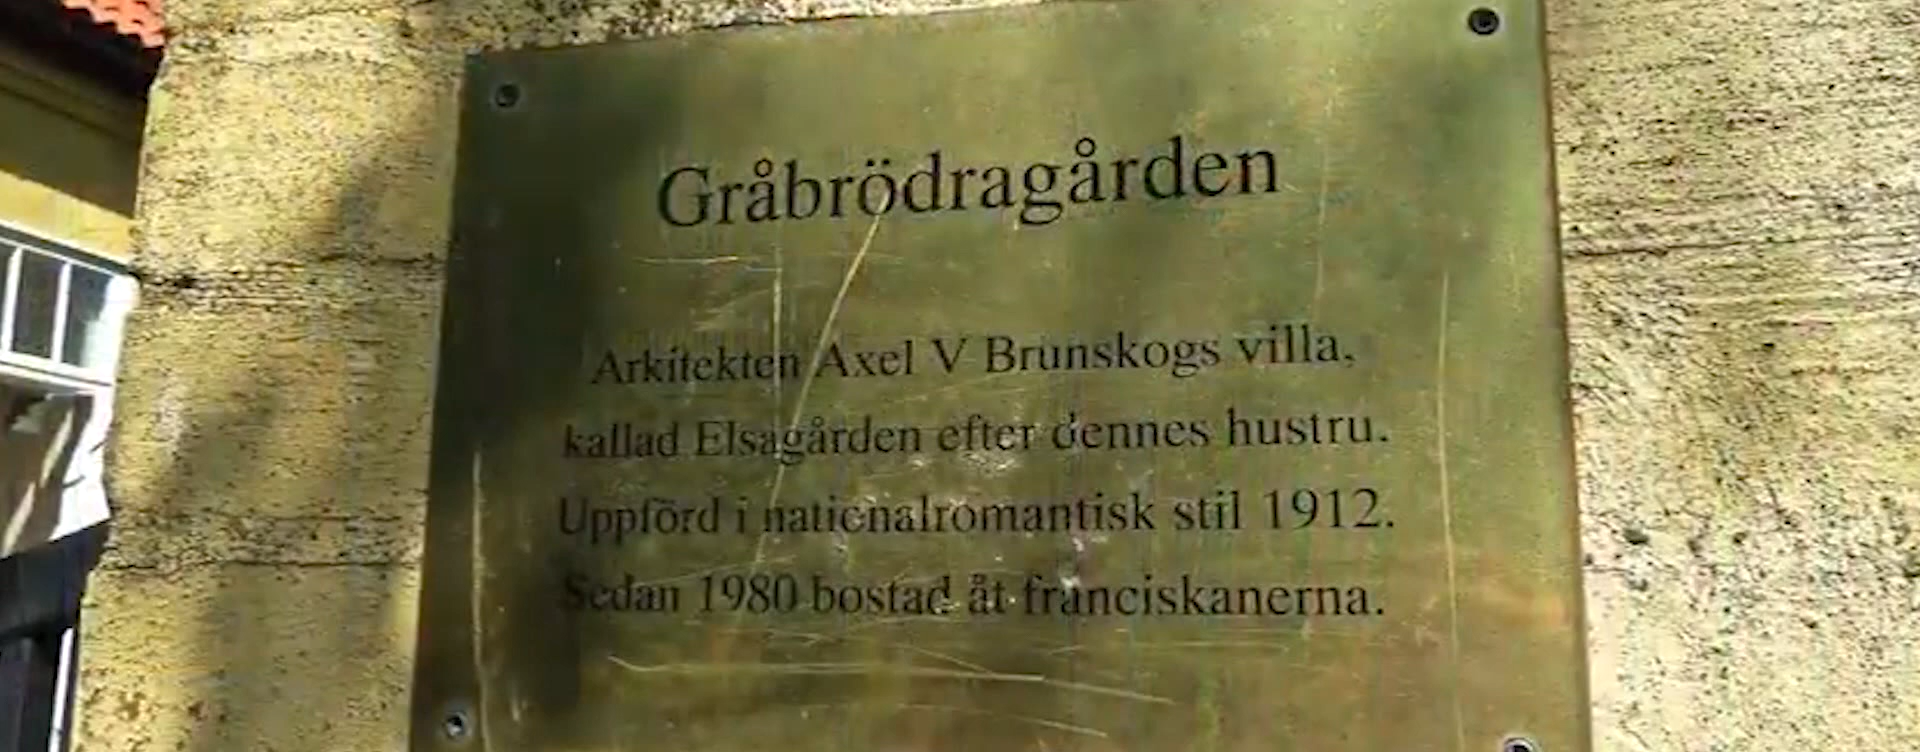 Gråbrödragården
Arkitekten Axel V Brunskogs villa,
kallad Elsagården efter dennes hustru.
Uppförd i nationalromantisk stil 1912.
Sedan 1980 bostad åt franciskanerna.